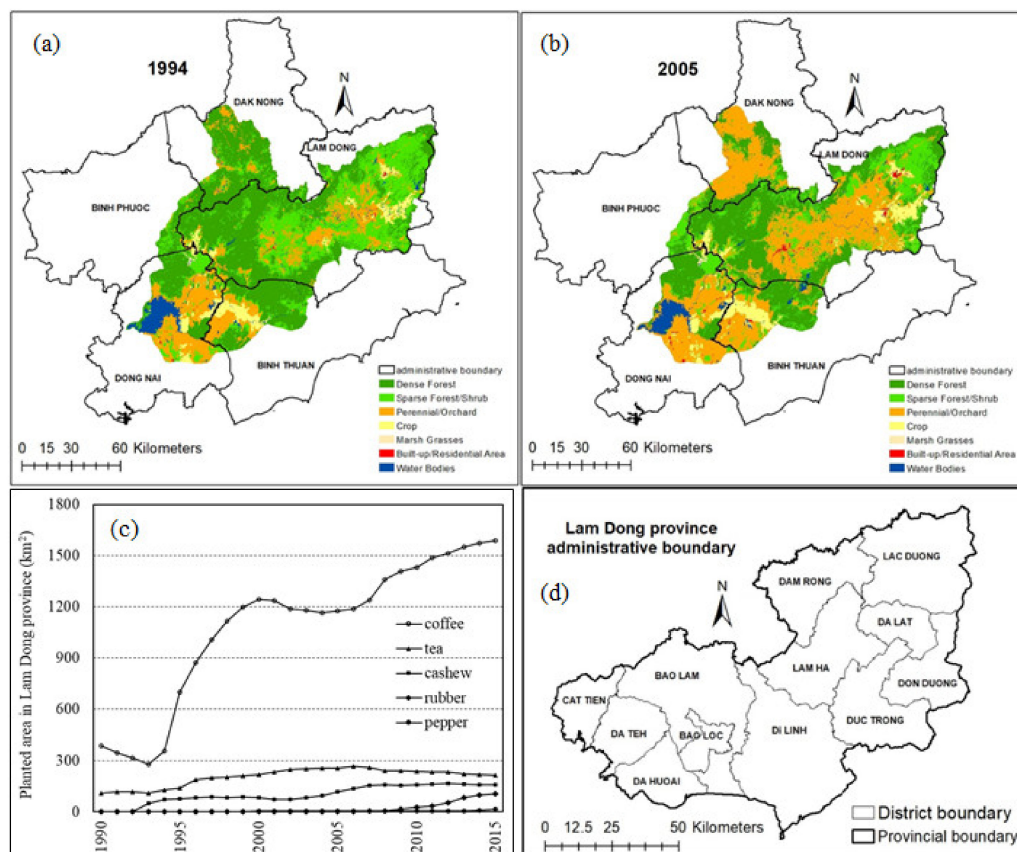 (a)
1994
N
DAK NONG
LAM DONG
BINH PHUOC
BINH THUAN
DONG NAI
administrative boundary
Dense Forest
Sparse Forest/Shrub
Perennial/Orchard
Crop
Marsh Grasses
Built-up/Residential Area
Water Bodies
0 15 30 60 Kilometers
(b)
2005
N
DAK NONG
LAM DONG
BINH PHUOC
BINH THUAN
DONG NAI
administrative boundary
Dense Forest
Sparse Forest/Shrub
Perennial/Orchard
Crop
Marsh Grasses
Built-up/Residential Area
Water Bodies
0 15 30 60 Kilometers
(c)
Planted area in Lam Dong province (km²)
1800
1500
1200
900
600
300
0
coffee
tea
cashew
rubber
pepper
1990
1995
2000
2005
2010
2015
Lam Dong province
administrative boundary
(d)
N
LAC DUONG
DAM RONG
DA LAT
LAM HA
DON DUONG
BAO LAM
CAT TIEN
DUC TRONG
DI LINH
DA TEH
BAO LOC
DA HUOAI
District boundary
Provincial boundary
0 12.5 25 50 Kilometers